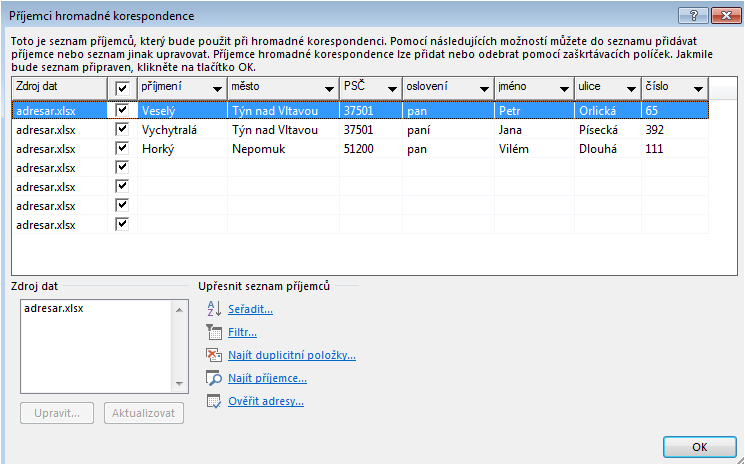 Příjemci hromadné korespondence
Toto je seznam příjemců, který bude použit při hromadné korespondenci. Pomocí následujících možností můžete do seznamu přidávat
příjemce nebo seznam jinak upravovat. Příjemce hromadné korespondence lze přidat nebo odebrat pomocí zaškrtávacích políček. Jakmile
bude seznam připraven, klikněte na tlačítko OK.
Zdroj dat příjmení město PSČ oslovení jméno ulice číslo
adresar.xlsx Veselý Týn nad Vltavou 37501 pan Petr Orlická 65
adresar.xlsx Vychytralá Týn nad Vltavou 37501 paní Jana Písecká 392
adresar.xlsx Horký Nepomuk 51200 pan Vilém Dlouhá 111
adresar.xlsx
adresar.xlsx
adresar.xlsx
adresar.xlsx
Zdroj dat
adresar.xlsx
Upravit... Aktualizovat
Upřesnit seznam příjemců
Seřadit...
Filtr...
Najít duplicitní položky...
Najít příjemce...
Ověřit adresy...
OK